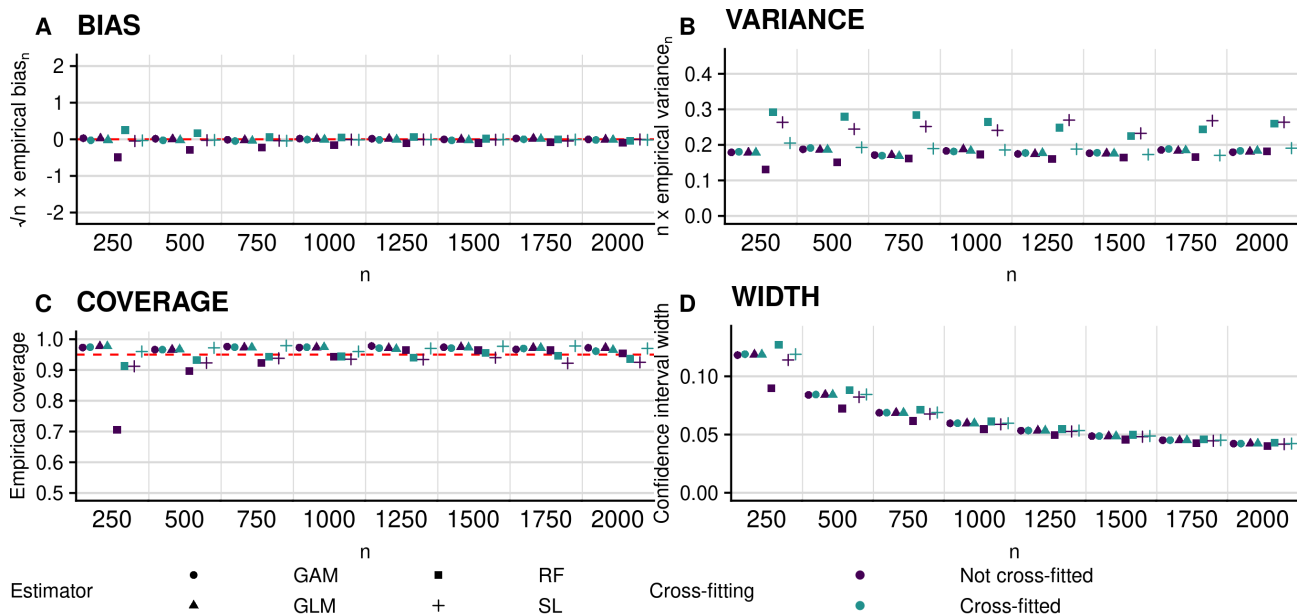 A BIAS
√n x empirical biasₙ
2
1
0
-1
-2
250 500 750 1000 1250 1500 1750 2000
n
B VARIANCE
n x empirical varianceₙ
0.4
0.3
0.2
0.1
0.0
250 500 750 1000 1250 1500 1750 2000
n
C COVERAGE
Empirical coverage
1.0
0.9
0.8
0.7
0.6
0.5
250 500 750 1000 1250 1500 1750 2000
n
D WIDTH
Confidence interval width
0.10
0.05
0.00
250 500 750 1000 1250 1500 1750 2000
n
Estimator
GAM
GLM
RF
SL
Cross-fitting
Not cross-fitted
Cross-fitted